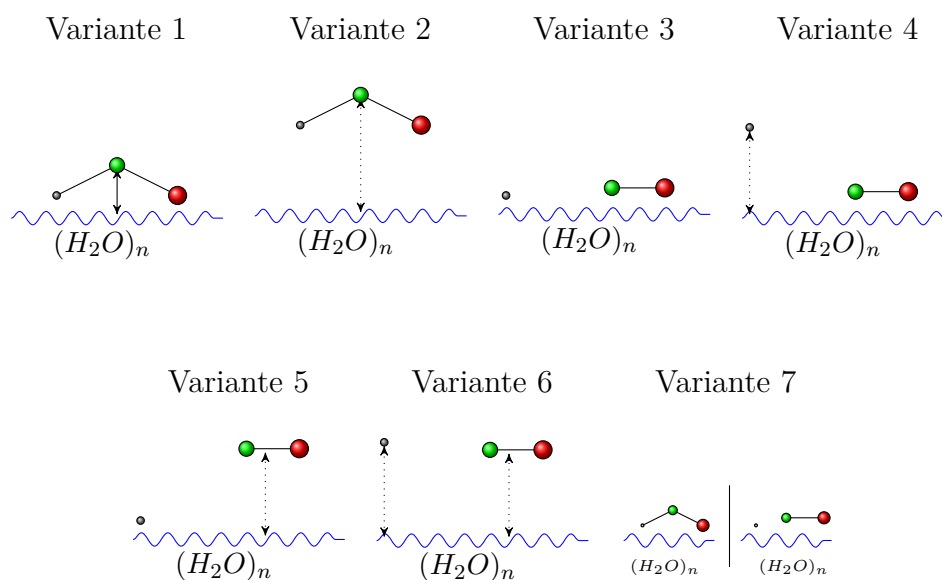 Variante 1 Variante 2 Variante 3 Variante 4
(H₂O)ₙ (H₂O)ₙ (H₂O)ₙ (H₂O)ₙ
Variante 5 Variante 6 Variante 7
(H₂O)ₙ (H₂O)ₙ (H₂O)ₙ (H₂O)ₙ